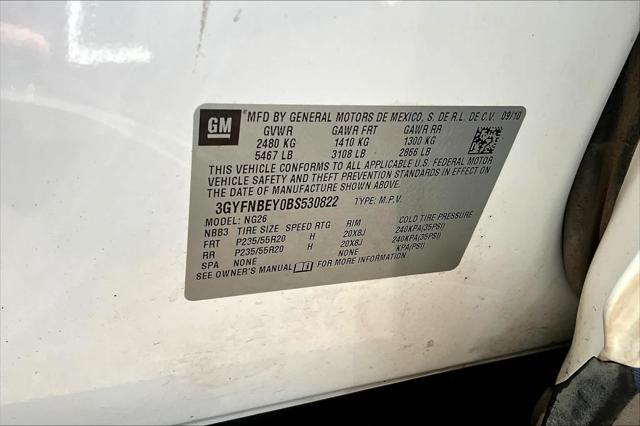 GM
MFD BY GENERAL MOTORS DE MEXICO, S. DE R.L. DE C.V. 09/10
GVWR GAWR FRT GAWR RR
2480 KG 1410 KG 1300 KG
5467 LB 3108 LB 2866 LB
THIS VEHICLE CONFORMS TO ALL APPLICABLE U.S. FEDERAL MOTOR
VEHICLE SAFETY AND THEFT PREVENTION STANDARDS IN EFFECT ON
THE DATE OF MANUFACTURE SHOWN ABOVE.
3GYFNBEY0BS530822 TYPE: M.P.V.
MODEL: NG26
NBB3 TIRE SIZE SPEED RTG RIM COLD TIRE PRESSURE
FRT P235/55R20 H 20X8J 240KPA(35PSI)
RR P235/55R20 H 20X8J 240KPA(35PSI)
SPA NONE NONE KPA(PSI)
SEE OWNER'S MANUAL FOR MORE INFORMATION.